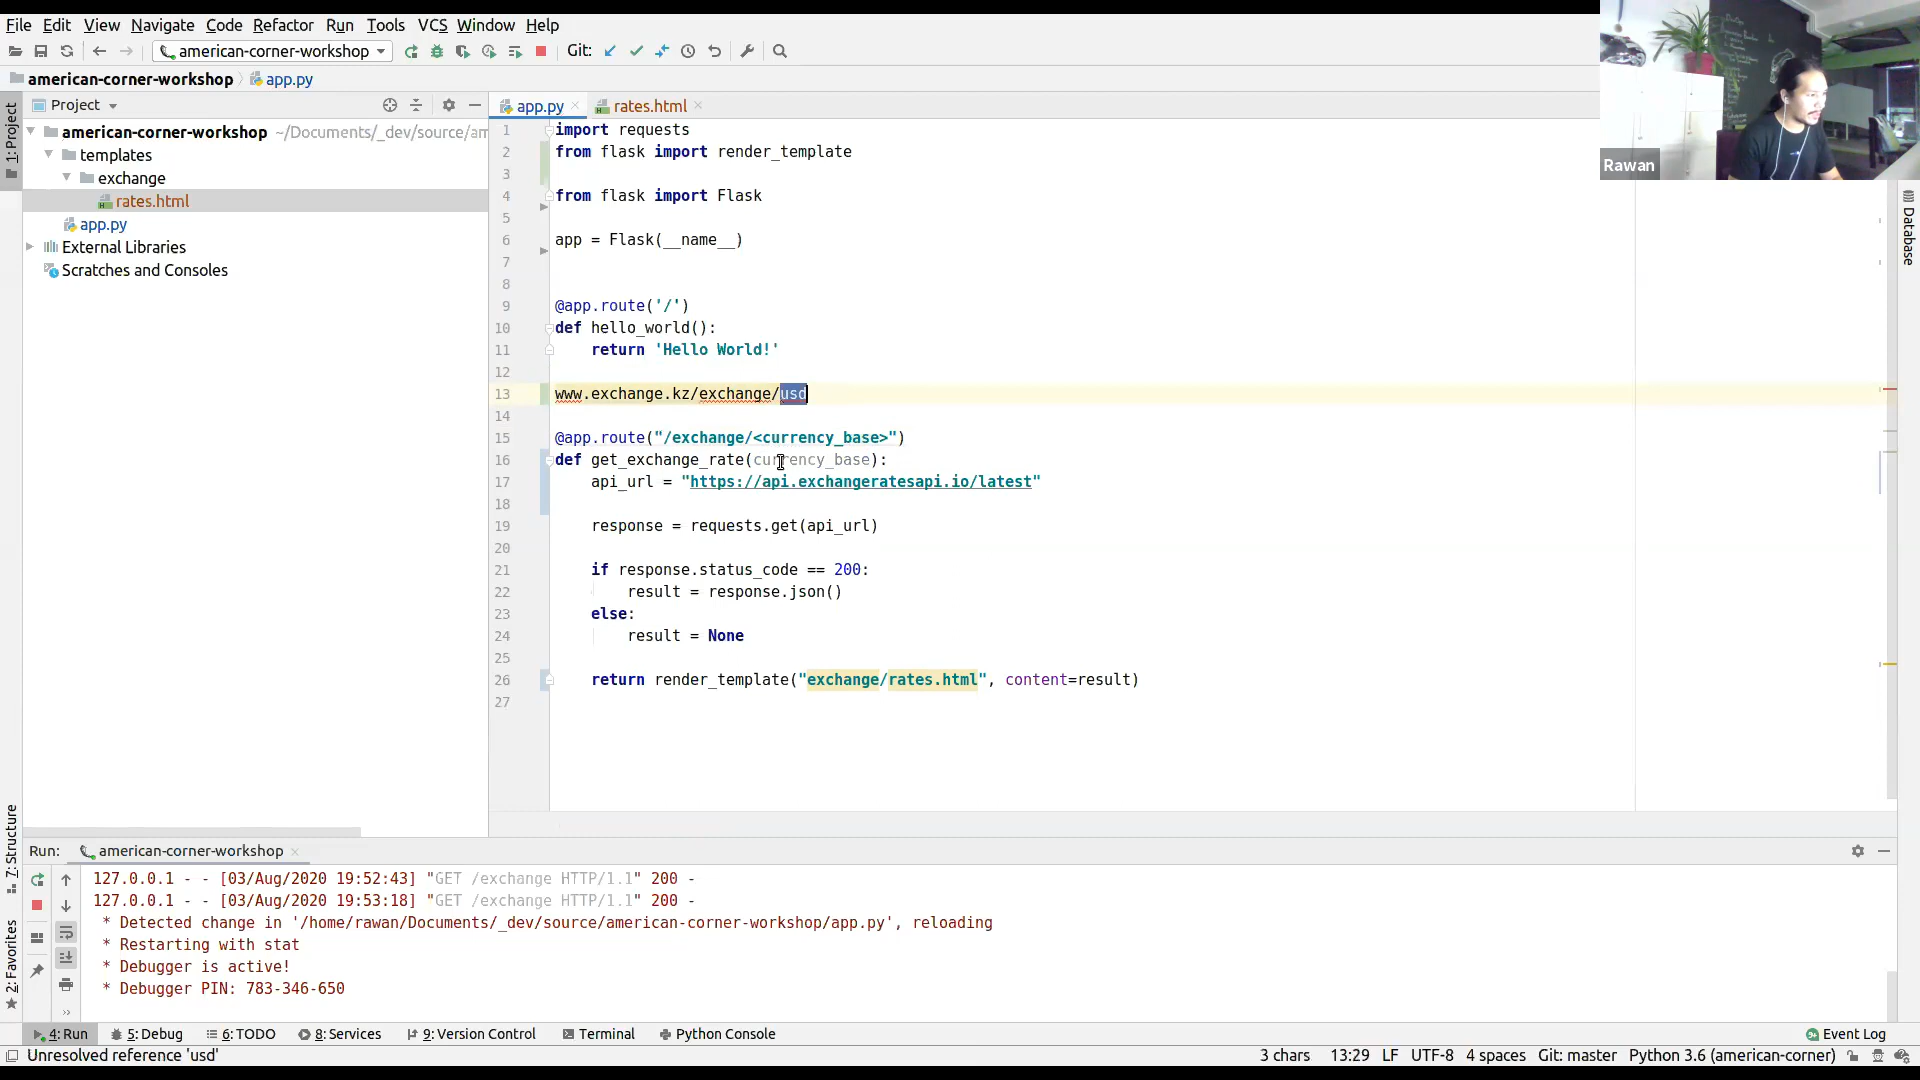 File Edit View Navigate Code Refactor Run Tools VCS Window Help
american-corner-workshop Git:
american-corner-workshop app.py
Rawan
1: Project
Project
american-corner-workshop ~/Documents/_dev/source/am
templates
exchange
rates.html
app.py
External Libraries
Scratches and Consoles
app.py rates.html
1 import requests
2 from flask import render_template
3
4 from flask import Flask
5
6 app = Flask(__name__)
7
8
9 @app.route('/')
10 def hello_world():
11 return 'Hello World!'
12
13 www.exchange.kz/exchange/usd
14
15 @app.route("/exchange/<currency_base>")
16 def get_exchange_rate(currency_base):
17 api_url = "https://api.exchangeratesapi.io/latest"
18
19 response = requests.get(api_url)
20
21 if response.status_code == 200:
22 result = response.json()
23 else:
24 result = None
25
26 return render_template("exchange/rates.html", content=result)
27
Database
7: Structure
2: Favorites
Run: american-corner-workshop
127.0.0.1 - - [03/Aug/2020 19:52:43] "GET /exchange HTTP/1.1" 200 -
127.0.0.1 - - [03/Aug/2020 19:53:18] "GET /exchange HTTP/1.1" 200 -
* Detected change in '/home/rawan/Documents/_dev/source/american-corner-workshop/app.py', reloading
* Restarting with stat
* Debugger is active!
* Debugger PIN: 783-346-650
4: Run 5: Debug 6: TODO 8: Services 9: Version Control Terminal Python Console Event Log
Unresolved reference 'usd' 3 chars 13:29 LF UTF-8 4 spaces Git: master Python 3.6 (american-corner)